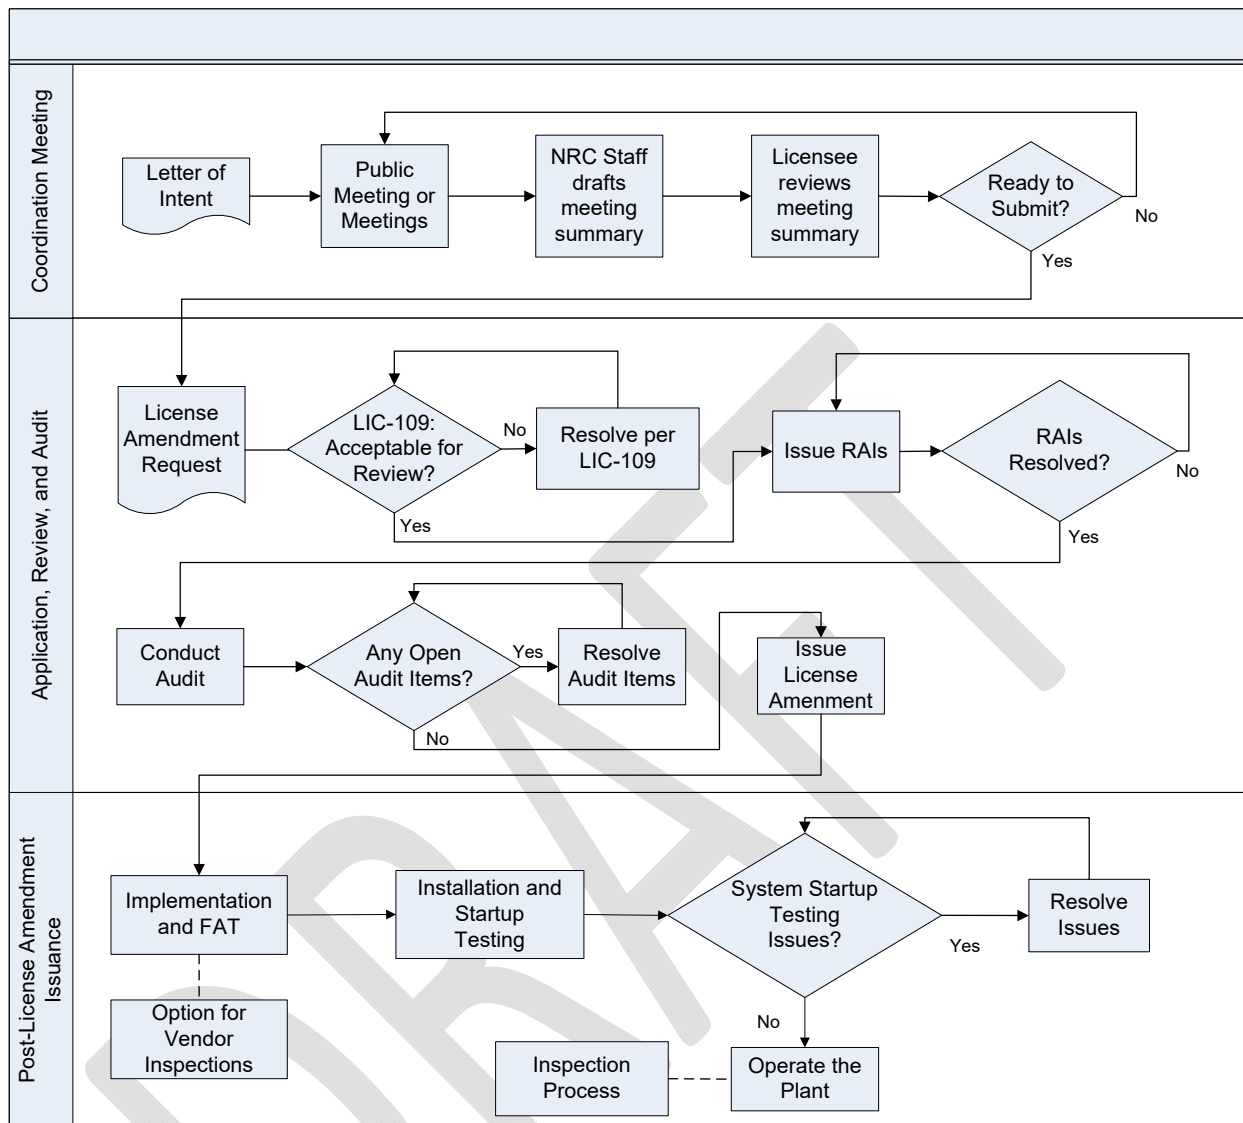 Coordination Meeting
Letter of
Intent
Public
Meeting or
Meetings
NRC Staff
drafts
meeting
summary
Licensee
reviews
meeting
summary
Ready to
Submit?
No
Yes
Application, Review, and Audit
License
Amendment
Request
LIC-109:
Acceptable for
Review?
No
Yes
Resolve per
LIC-109
Issue RAIs
RAIs
Resolved?
No
Yes
Conduct
Audit
Any Open
Audit Items?
Yes
No
Resolve
Audit Items
Issue
License
Amenment
Post-License Amendment
Issuance
Implementation
and FAT
Installation and
Startup
Testing
System Startup
Testing
Issues?
Yes
No
Resolve
Issues
Option for
Vendor
Inspections
Inspection
Process
Operate the
Plant
DRAFT